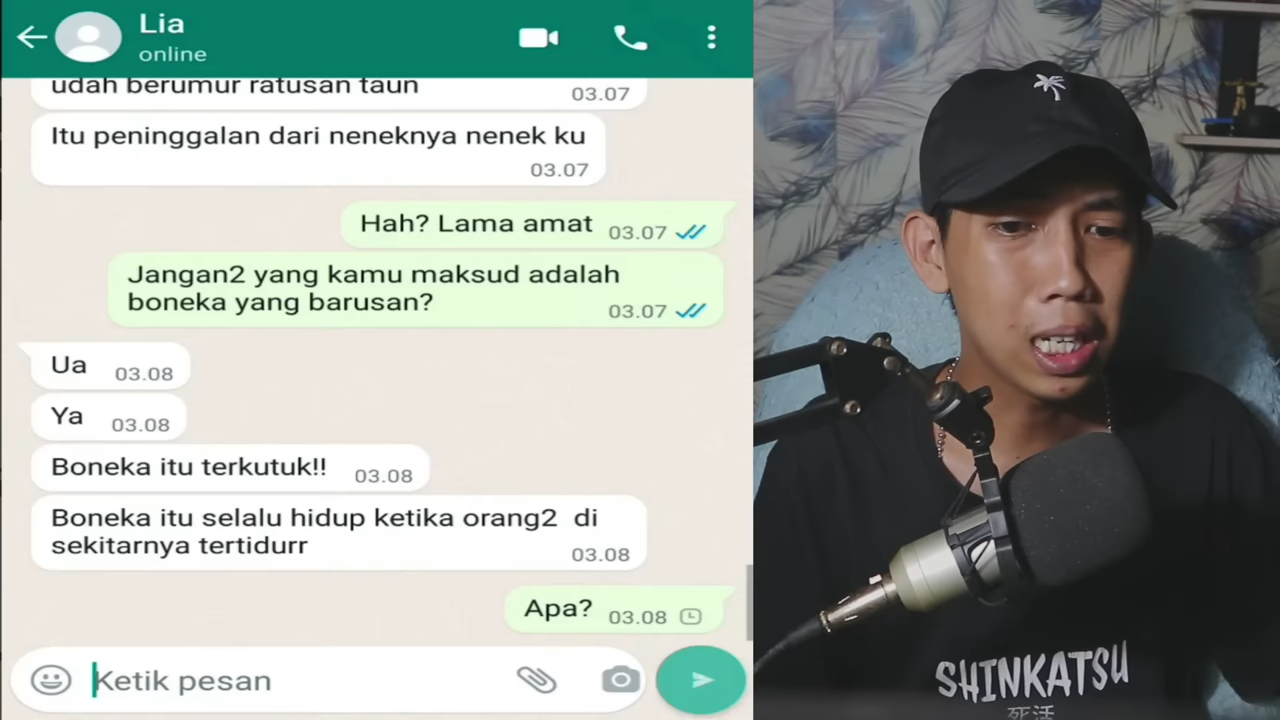 Lia
online
udah berumur ratusan taun
03.07
Itu peninggalan dari neneknya nenek ku
03.07
Hah? Lama amat 03.07
Jangan2 yang kamu maksud adalah
boneka yang barusan? 03.07
Ua 03.08
Ya 03.08
Boneka itu terkutuk!! 03.08
Boneka itu selalu hidup ketika orang2 di
sekitarnya tertidurr 03.08
Apa? 03.08
Ketik pesan
SHINKATSU
死活